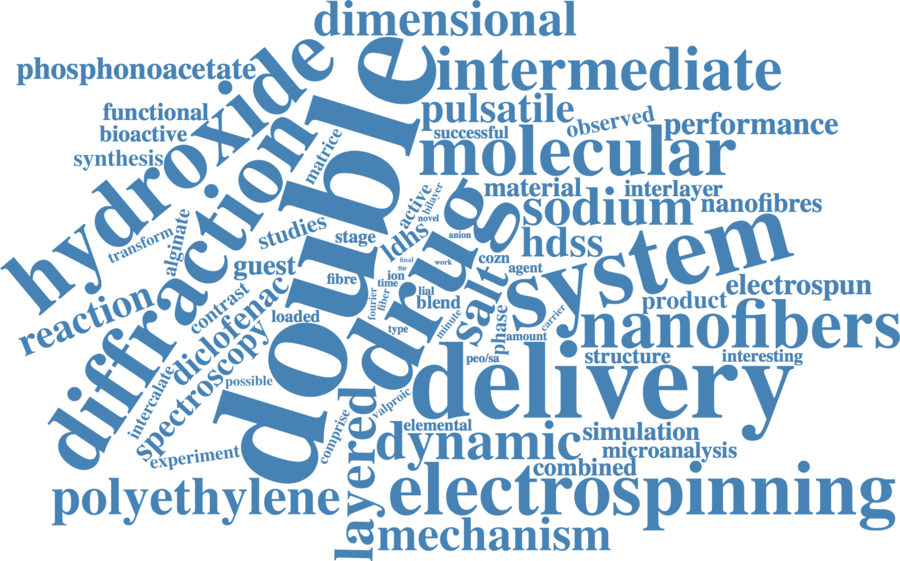 dimensional
phosphonoacetate
hydroxide
double
intermediate
functional
bioactive
synthesis
pulsatile
successful
observed
performance
molecular
matrice
diffraction
transform
alginate
studies
stage
guest
active
bilayer
novel
ldhs
drug
material
interlayer
sodium
nanofibres
anion
hdss
system
cozn
agent
final
ftir
work
ion
time
fibre
fourier
fiber
lial
blend
salt
product
electrospun
reaction
contrast
diclofenac
loaded
type
minute
phase
amount
carrier
nanofibers
spectroscopy
intercalate
possible
peo/sa
structure
interesting
delivery
valproic
comprise
elemental
experiment
layered
dynamic
simulation
microanalysis
combined
polyethylene
electrospinning
mechanism